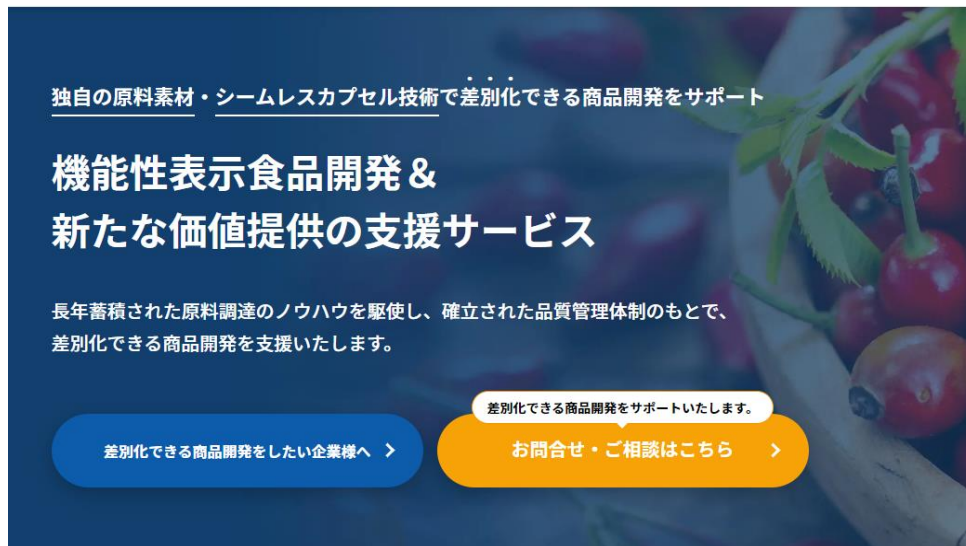 独自の原料素材・シームレスカプセル技術で差別化できる商品開発をサポート
機能性表示食品開発＆
新たな価値提供の支援サービス
長年蓄積された原料調達のノウハウを駆使し、確立された品質管理体制のもとで、
差別化できる商品開発を支援いたします。
差別化できる商品開発をサポートいたします。
差別化できる商品開発をしたい企業様へ
お問合せ・ご相談はこちら